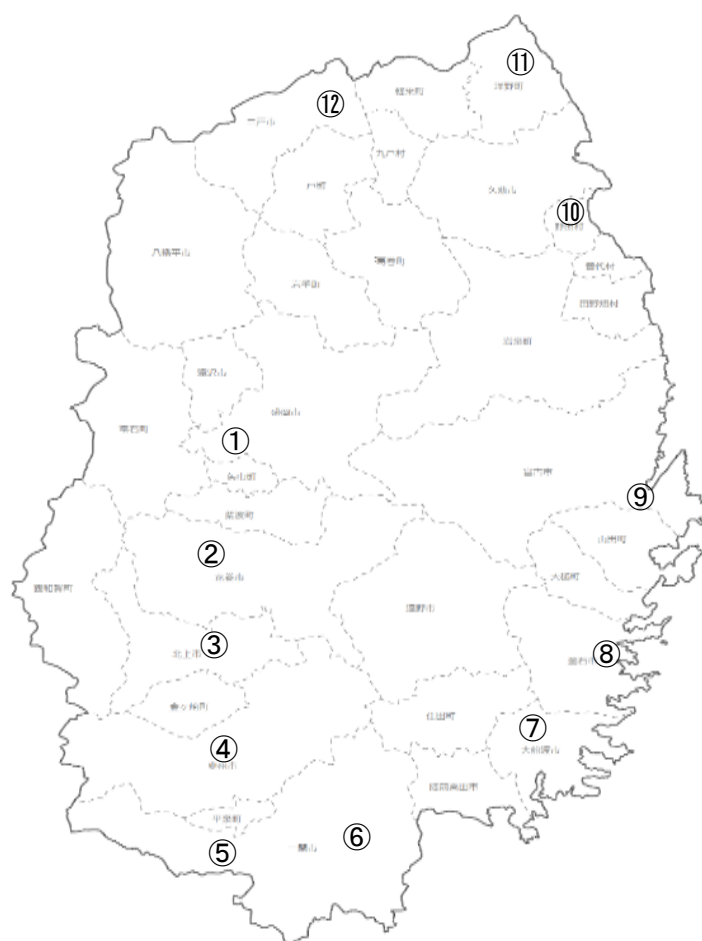 ⑪
⑫
軽米町
洋野町
二戸市
九戸村
久慈市
一戸町
⑩
野田村
八幡平市
葛巻町
普代村
岩手町
田野畑村
岩泉町
滝沢市
盛岡市
雫石町
①
矢巾町
宮古市
⑨
紫波町
山田町
②
花巻市
大槌町
西和賀町
遠野市
③
北上市
⑧
釜石市
金ケ崎町
住田町
⑦
大船渡市
④
奥州市
陸前高田市
平泉町
⑥
⑤
一関市